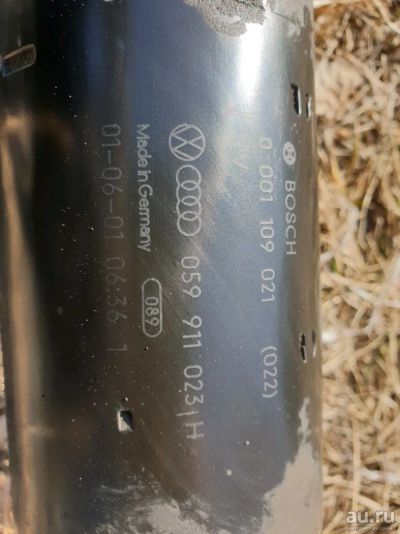 BOSCH
0 001 109 021 (022)
059 911 023 H
Made in Germany 089
01-06-01 06:36 1
au.ru